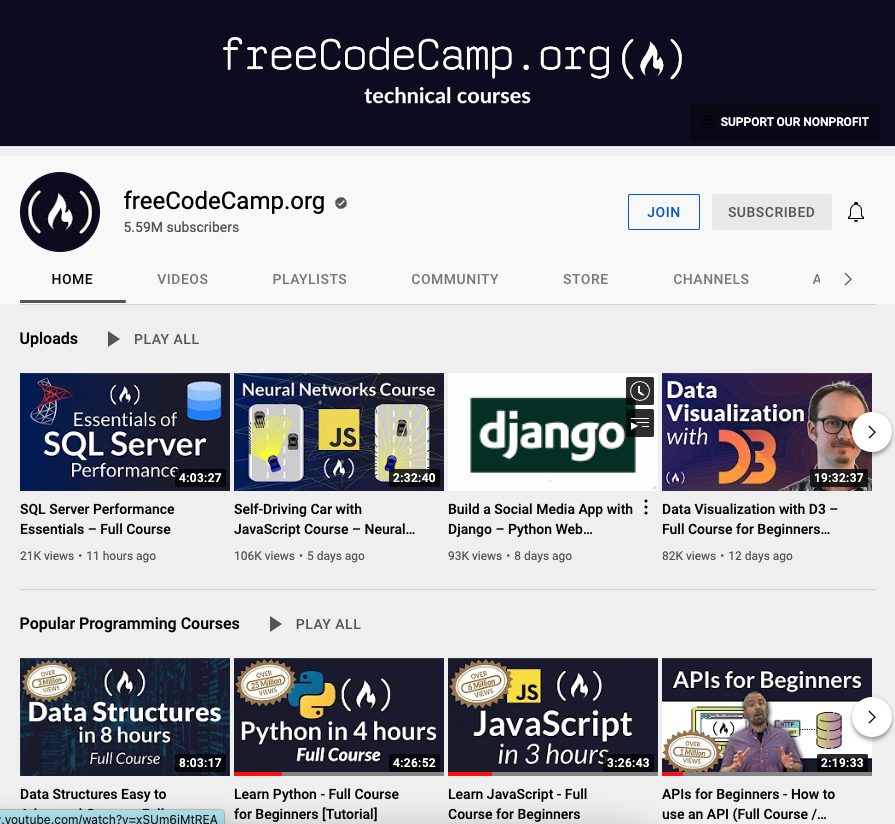 freeCodeCamp.org
technical courses
SUPPORT OUR NONPROFIT
freeCodeCamp.org
5.59M subscribers
JOIN
SUBSCRIBED
HOME
VIDEOS
PLAYLISTS
COMMUNITY
STORE
CHANNELS
A
Uploads
PLAY ALL
Essentials of
SQL Server
Performance
4:03:27
Neural Networks Course
JS
2:32:40
django
Data
Visualization
with
19:32:37
SQL Server Performance
Essentials – Full Course
21K views • 11 hours ago
Self-Driving Car with
JavaScript Course – Neural...
106K views • 5 days ago
Build a Social Media App with
Django – Python Web...
93K views • 8 days ago
Data Visualization with D3 –
Full Course for Beginners...
82K views • 12 days ago
Popular Programming Courses
PLAY ALL
OVER
VIEWS
Data Structures
in 8 hours
Full Course
8:03:17
OVER
25 Million
VIEWS
Python in 4 hours
Full Course
4:26:52
OVER
6 Million
VIEWS
JS
JavaScript
in 3 hours
3:26:43
APIs for Beginners
HTTP
OVER
1 Million
VIEWS
2:19:33
Data Structures Easy to
Learn Python - Full Course
for Beginners [Tutorial]
Learn JavaScript - Full
Course for Beginners
APIs for Beginners - How to
use an API (Full Course /...
.youtube.com/watch?v=xSUm6iMtREA